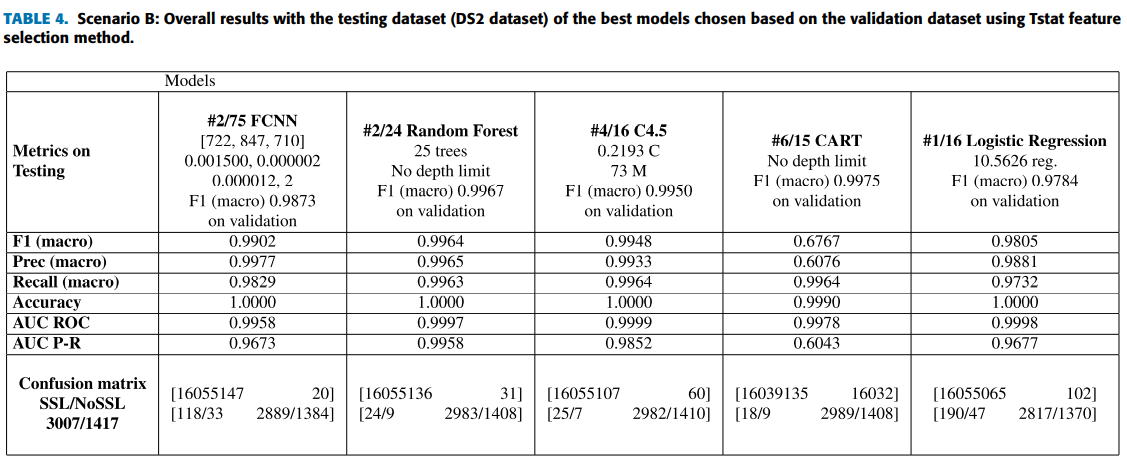 TABLE 4. Scenario B: Overall results with the testing dataset (DS2 dataset) of the best models chosen based on the validation dataset using Tstat feature
selection method.
Models
Metrics on
Testing
#2/75 FCNN
[722, 847, 710]
0.001500, 0.000002
0.000012, 2
F1 (macro) 0.9873
on validation
#2/24 Random Forest
25 trees
No depth limit
F1 (macro) 0.9967
on validation
#4/16 C4.5
0.2193 C
73 M
F1 (macro) 0.9950
on validation
#6/15 CART
No depth limit
F1 (macro) 0.9975
on validation
#1/16 Logistic Regression
10.5626 reg.
F1 (macro) 0.9784
on validation
F1 (macro) 0.9902 0.9964 0.9948 0.6767 0.9805
Prec (macro) 0.9977 0.9965 0.9933 0.6076 0.9881
Recall (macro) 0.9829 0.9963 0.9964 0.9964 0.9732
Accuracy 1.0000 1.0000 1.0000 0.9990 1.0000
AUC ROC 0.9958 0.9997 0.9999 0.9978 0.9998
AUC P-R 0.9673 0.9958 0.9852 0.6043 0.9677
Confusion matrix
SSL/NoSSL
3007/1417
[16055147 20]
[118/33 2889/1384]
[16055136 31]
[24/9 2983/1408]
[16055107 60]
[25/7 2982/1410]
[16039135 16032]
[18/9 2989/1408]
[16055065 102]
[190/47 2817/1370]